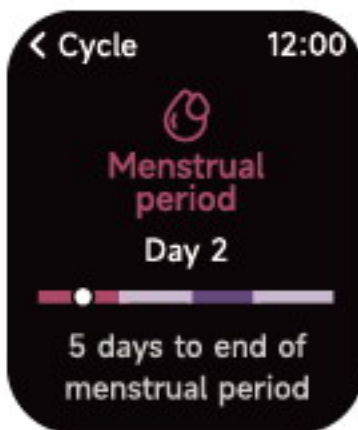 < Cycle 12:00
Menstrual
period
Day 2
5 days to end of
menstrual period